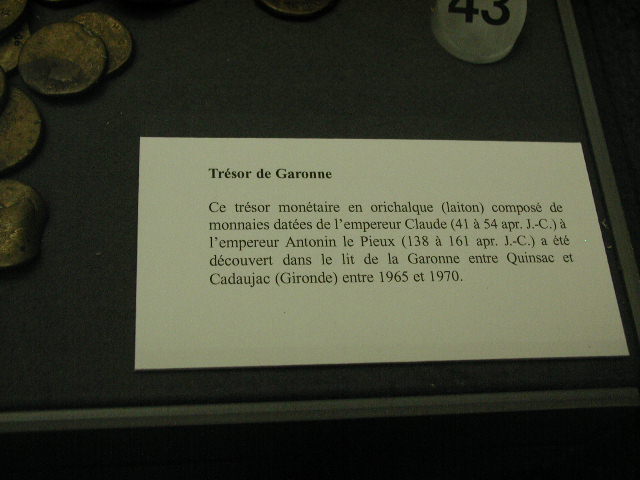 43
Trésor de Garonne
Ce trésor monétaire en orichalque (laiton) composé de
monnaies datées de l'empereur Claude (41 à 54 apr. J.-C.) à
l'empereur Antonin le Pieux (138 à 161 apr. J.-C.) a été
découvert dans le lit de la Garonne entre Quinsac et
Cadaujac (Gironde) entre 1965 et 1970.